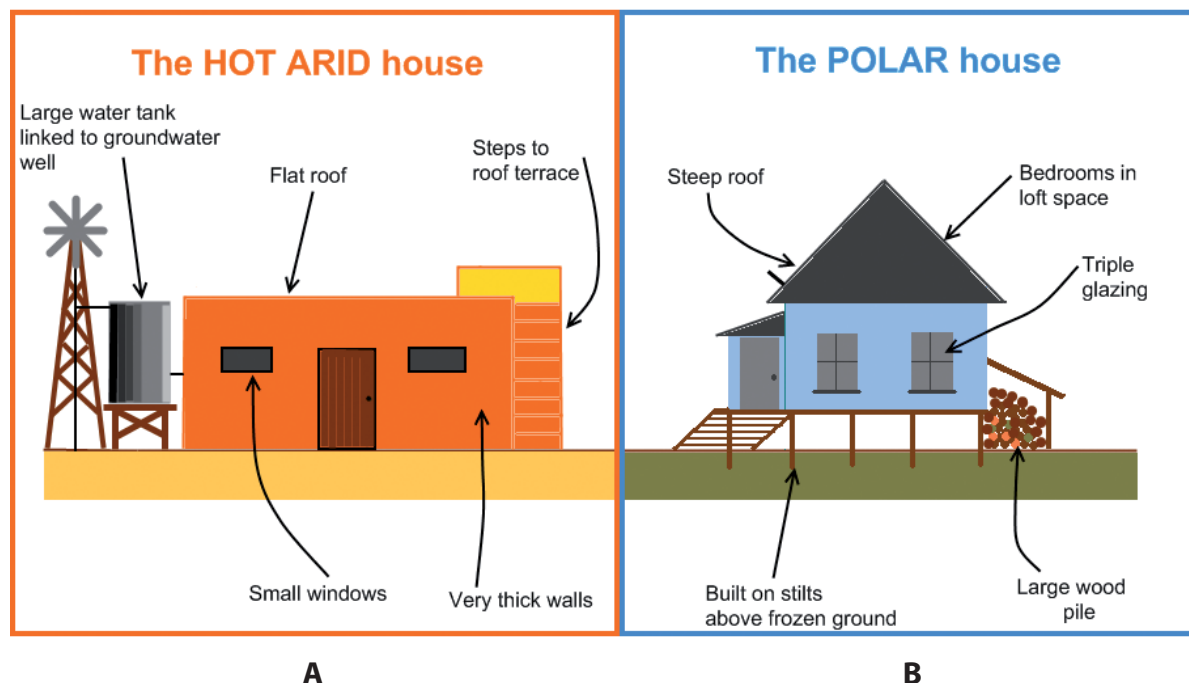 The HOT ARID house
Large water tank
linked to groundwater
well
Flat roof
Steps to
roof terrace
Small windows
Very thick walls
A
The POLAR house
Steep roof
Bedrooms in
loft space
Triple
glazing
Built on stilts
above frozen ground
Large wood
pile
B